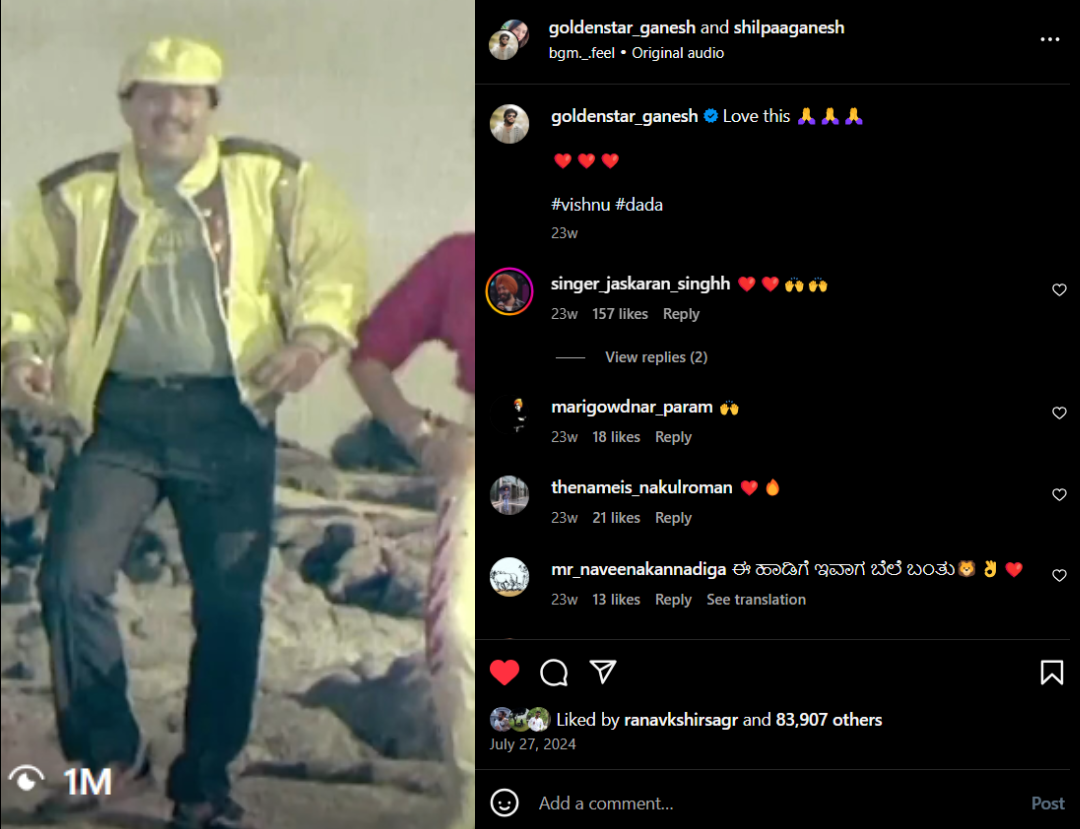 goldenstar_ganesh and shilpaaganesh
bgm._.feel • Original audio
goldenstar_ganesh Love this 🙏 🙏 🙏
❤️ ❤️ ❤️
#vishnu #dada
23w
singer_jaskaran_singhh ❤️ ❤️ 🙌 🙌
23w 157 likes Reply
View replies (2)
marigowdnar_param 🙌
23w 18 likes Reply
thenameis_nakulroman ❤️ 🔥
23w 21 likes Reply
mr_naveenakannadiga ಈ ಹಾಡಿಗೆ ಇವಾಗ ಬೆಲೆ ಬಂತು🦁 👌 ❤️
23w 13 likes Reply See translation
Liked by ranavkshirsagr and 83,907 others
July 27, 2024
1M
Add a comment... Post